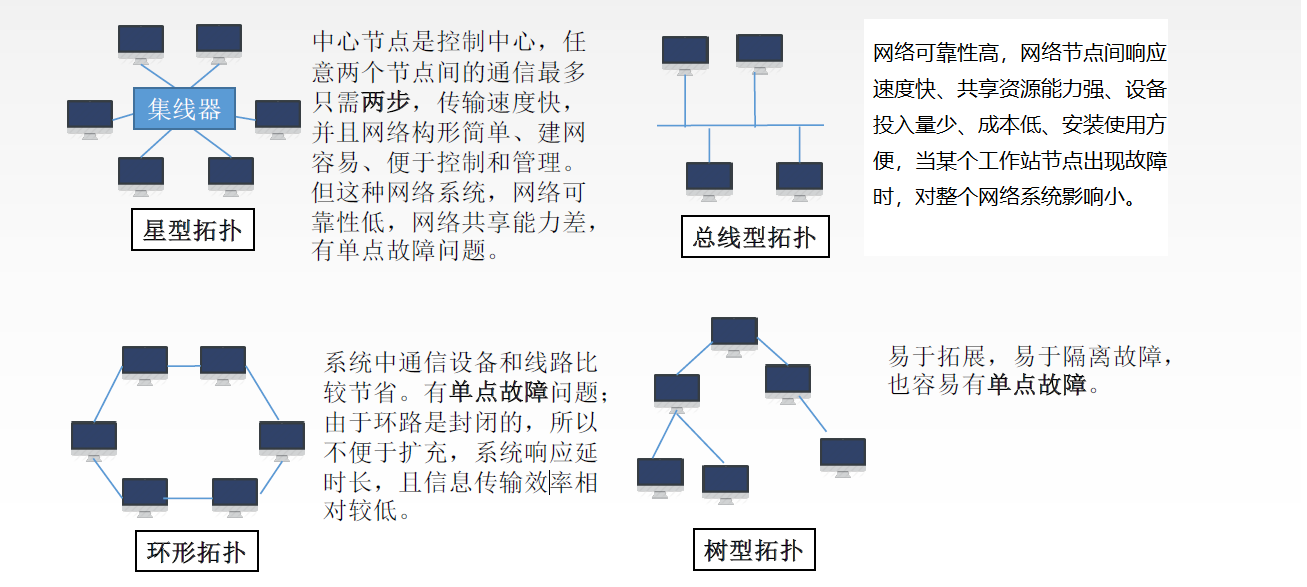 集线器
星型拓扑
中心节点是控制中心，任
意两个节点间的通信最多
只需两步，传输速度快，
并且网络构形简单、建网
容易、便于控制和管理。
但这种网络系统，网络可
靠性低，网络共享能力差，
有单点故障问题。
总线型拓扑
网络可靠性高，网络节点间响应
速度快、共享资源能力强、设备
投入量少、成本低、安装使用方
便，当某个工作站节点出现故障
时，对整个网络系统影响小。
环形拓扑
系统中通信设备和线路比
较节省。有单点故障问题；
由于环路是封闭的，所以
不便于扩充，系统响应延
时长，且信息传输效率相
对较低。
树型拓扑
易于拓展，易于隔离故障，
也容易有单点故障。